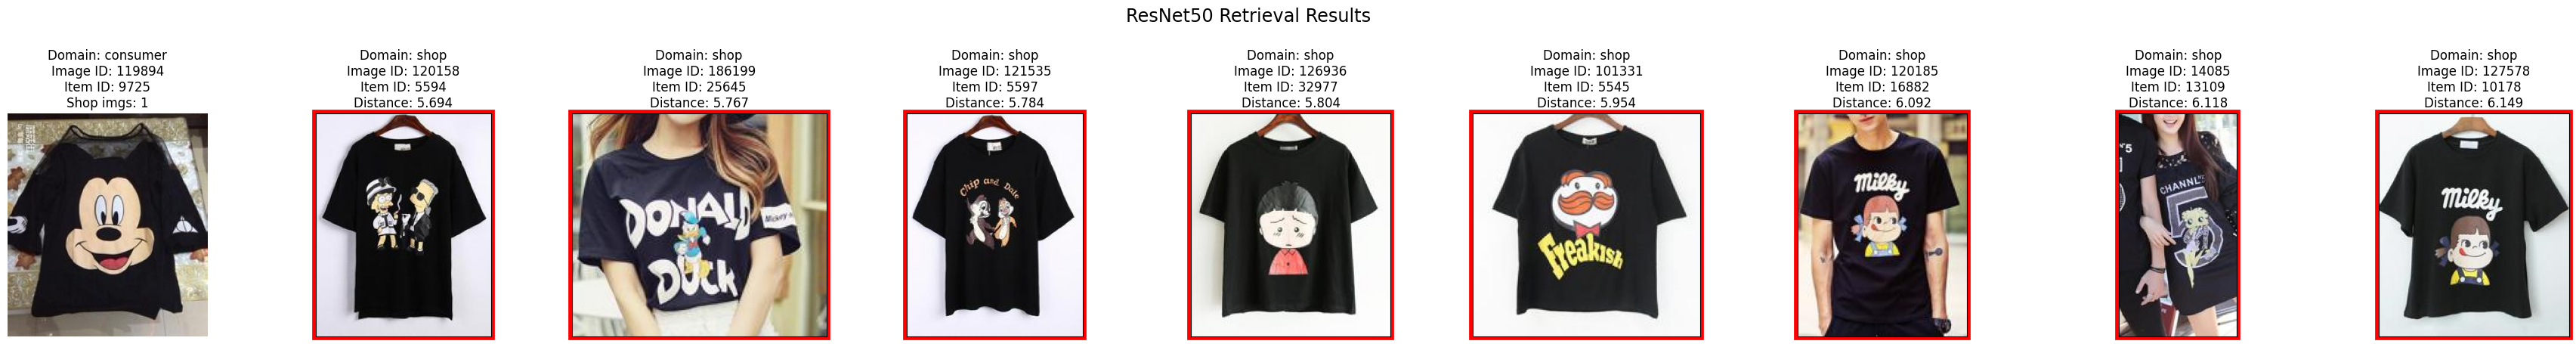 ResNet50 Retrieval Results
Domain: consumer
Image ID: 119894
Item ID: 9725
Shop imgs: 1
Domain: shop
Image ID: 120158
Item ID: 5594
Distance: 5.694
Domain: shop
Image ID: 186199
Item ID: 25645
Distance: 5.767
DONALD
DUCK
Domain: shop
Image ID: 121535
Item ID: 5597
Distance: 5.784
Chip and Dale
Domain: shop
Image ID: 126936
Item ID: 32977
Distance: 5.804
Domain: shop
Image ID: 101331
Item ID: 5545
Distance: 5.954
Freakish
Domain: shop
Image ID: 120185
Item ID: 16882
Distance: 6.092
Milky
Domain: shop
Image ID: 14085
Item ID: 13109
Distance: 6.118
5
Domain: shop
Image ID: 127578
Item ID: 10178
Distance: 6.149
Milky